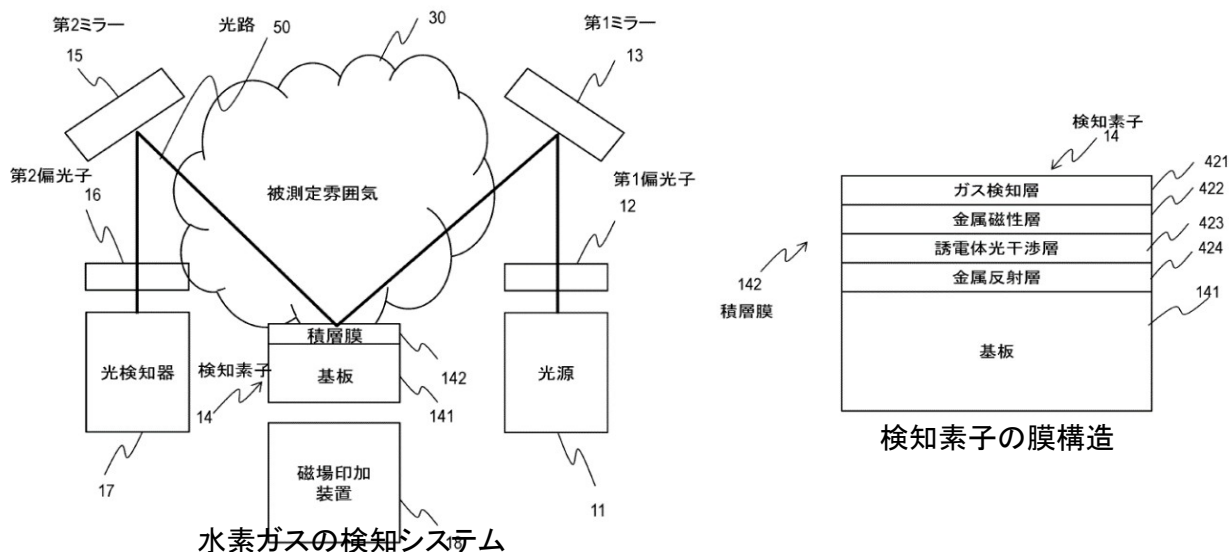 第2ミラー
光路
30
第1ミラー
50
15
13
第2偏光子
16
被測定雰囲気
第1偏光子
12
積層膜
光検知器
検知素子
基板
142
光源
14
141
17
磁場印加
装置
11
18
水素ガスの検知システム
検知素子
14
421
ガス検知層
422
金属磁性層
423
誘電体光干渉層
424
金属反射層
142
積層膜
141
基板
検知素子の膜構造